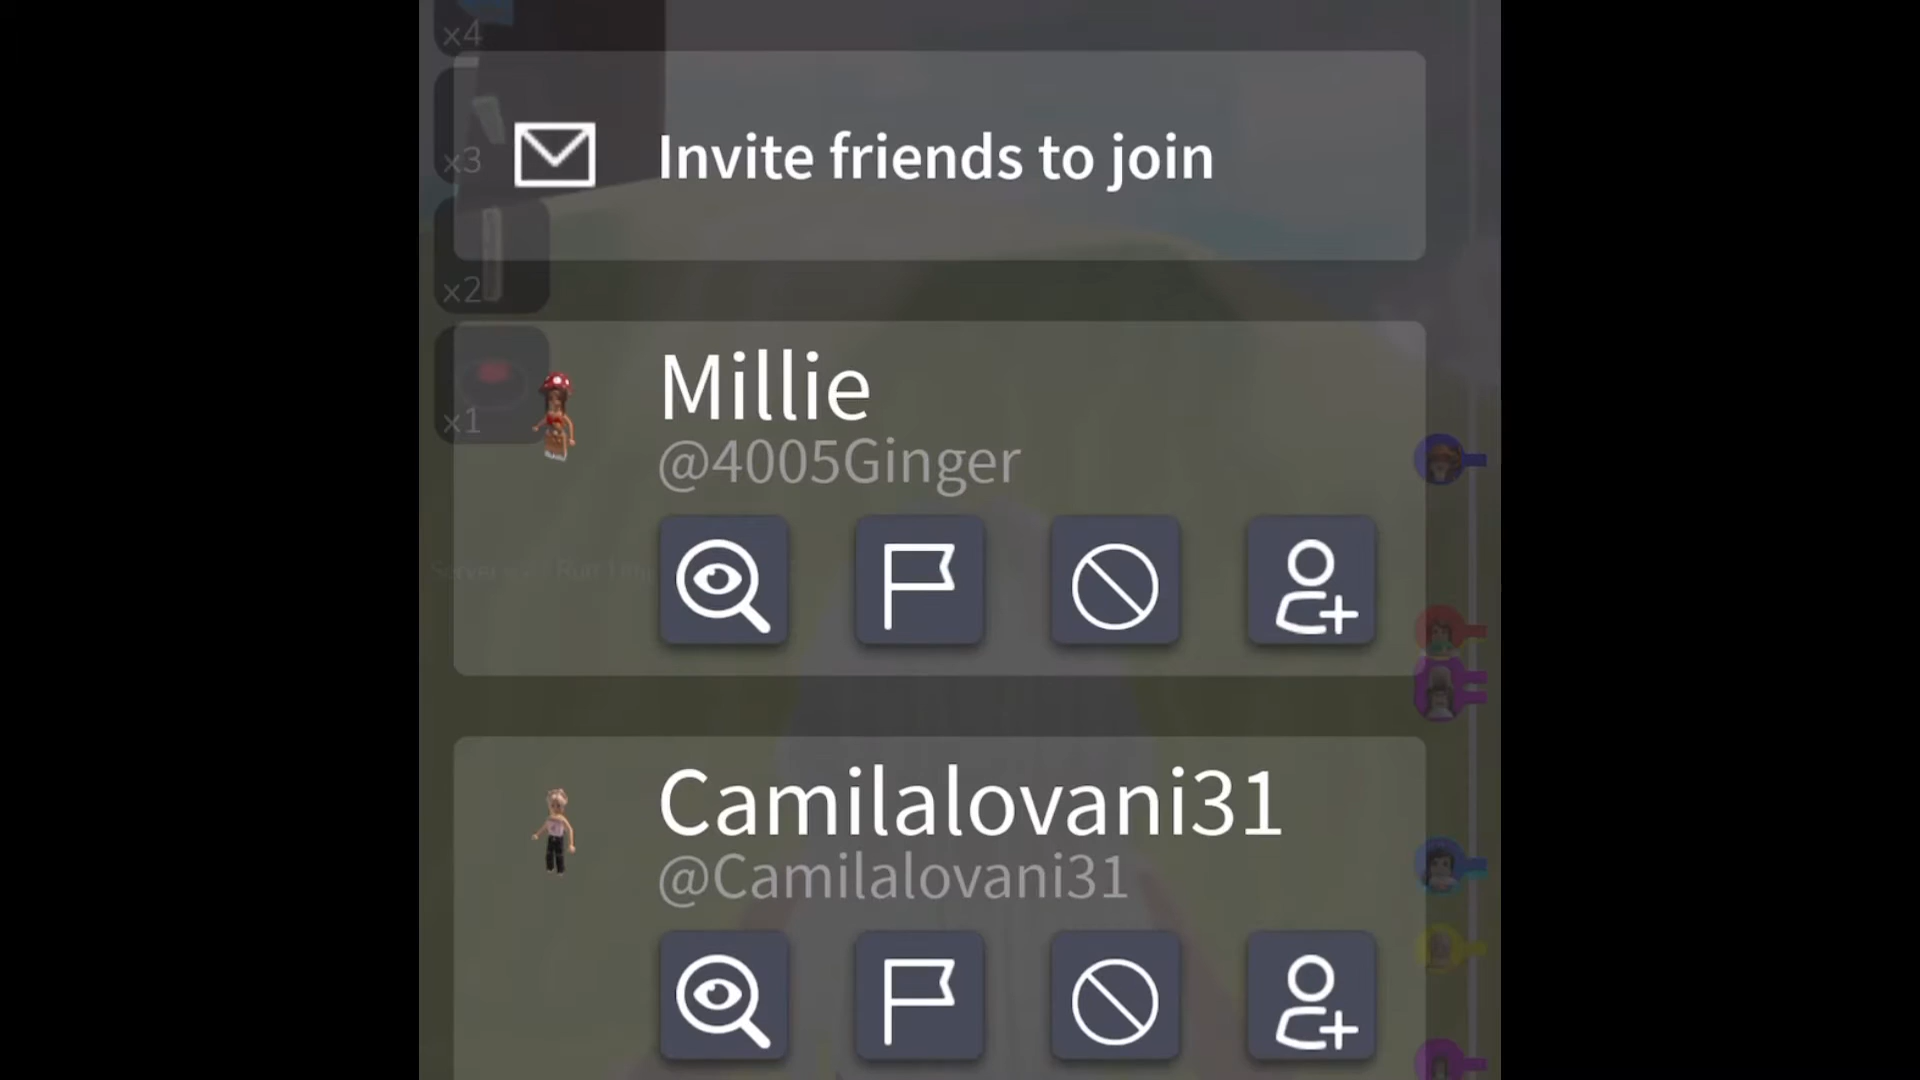 x4
Invite friends to join
x3
x2
Millie
@4005Ginger
x1
Camilalovani31
@Camilalovani31